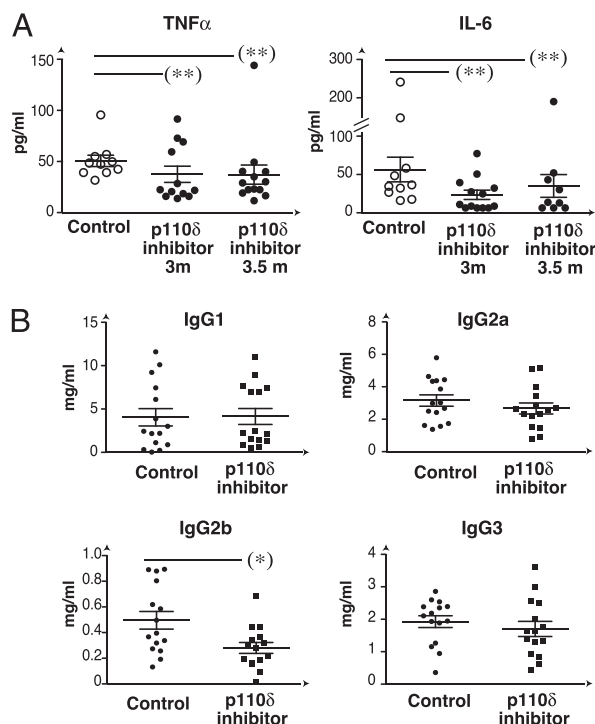 A
TNFα
IL-6
(**)
(**)
(**)
(**)
pg/ml
150
100
50
0
pg/ml
300
200
100
50
0
Control
p110δ
inhibitor
3m
p110δ
inhibitor
3.5 m
Control
p110δ
inhibitor
3m
p110δ
inhibitor
3.5 m
B
IgG1
mg/ml
15
10
5
0
Control
p110δ
inhibitor
IgG2a
mg/ml
8
6
4
2
0
Control
p110δ
inhibitor
IgG2b
(*)
mg/ml
1.0
0.8
0.6
0.4
0.2
0.0
Control
p110δ
inhibitor
IgG3
mg/ml
4
3
2
1
0
Control
p110δ
inhibitor